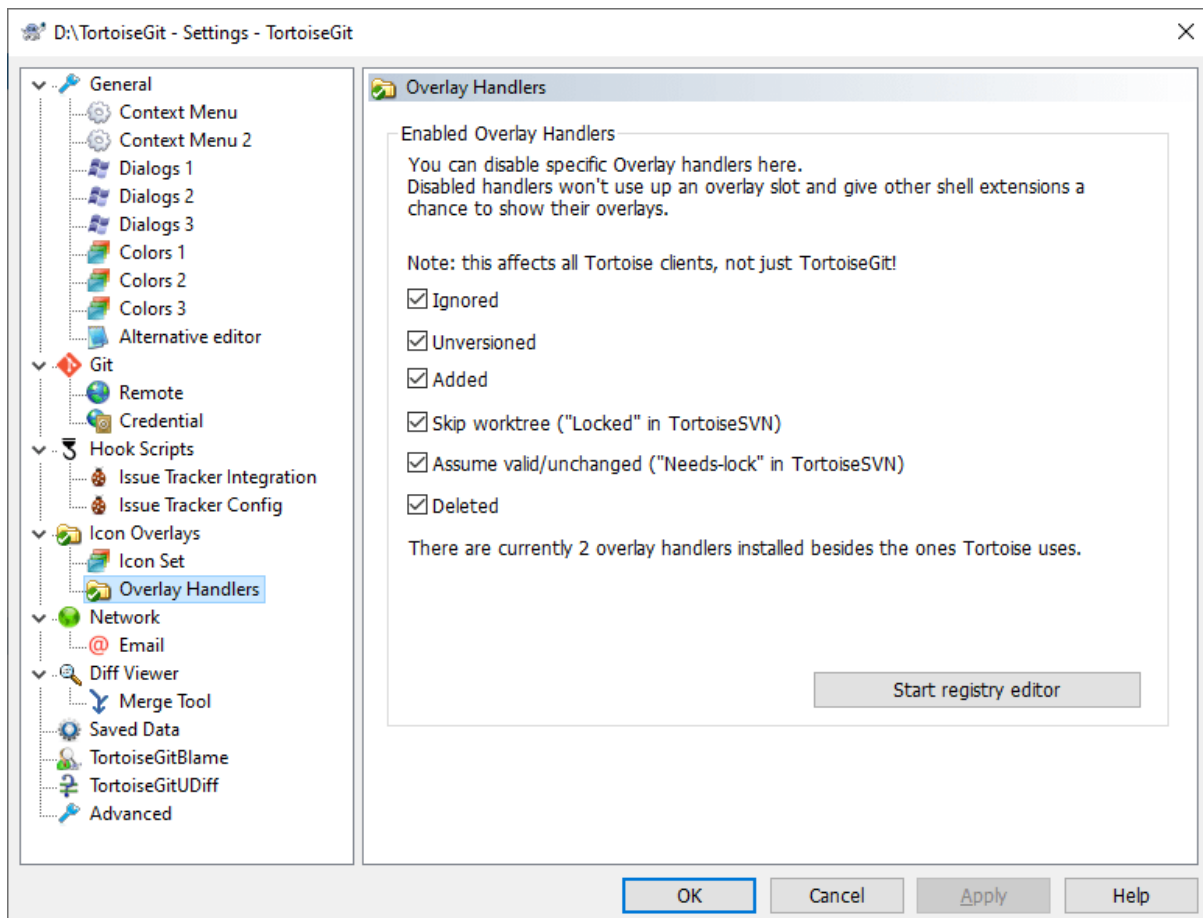 D:\TortoiseGit - Settings - TortoiseGit
General
Context Menu
Context Menu 2
Dialogs 1
Dialogs 2
Dialogs 3
Colors 1
Colors 2
Colors 3
Alternative editor
Git
Remote
Credential
Hook Scripts
Issue Tracker Integration
Issue Tracker Config
Icon Overlays
Icon Set
Overlay Handlers
Network
Email
Diff Viewer
Merge Tool
Saved Data
TortoiseGitBlame
TortoiseGitUDiff
Advanced
Overlay Handlers
Enabled Overlay Handlers
You can disable specific Overlay handlers here.
Disabled handlers won't use up an overlay slot and give other shell extensions a
chance to show their overlays.
Note: this affects all Tortoise clients, not just TortoiseGit!
Ignored
Unversioned
Added
Skip worktree ("Locked" in TortoiseSVN)
Assume valid/unchanged ("Needs-lock" in TortoiseSVN)
Deleted
There are currently 2 overlay handlers installed besides the ones Tortoise uses.
Start registry editor
OK
Cancel
Apply
Help